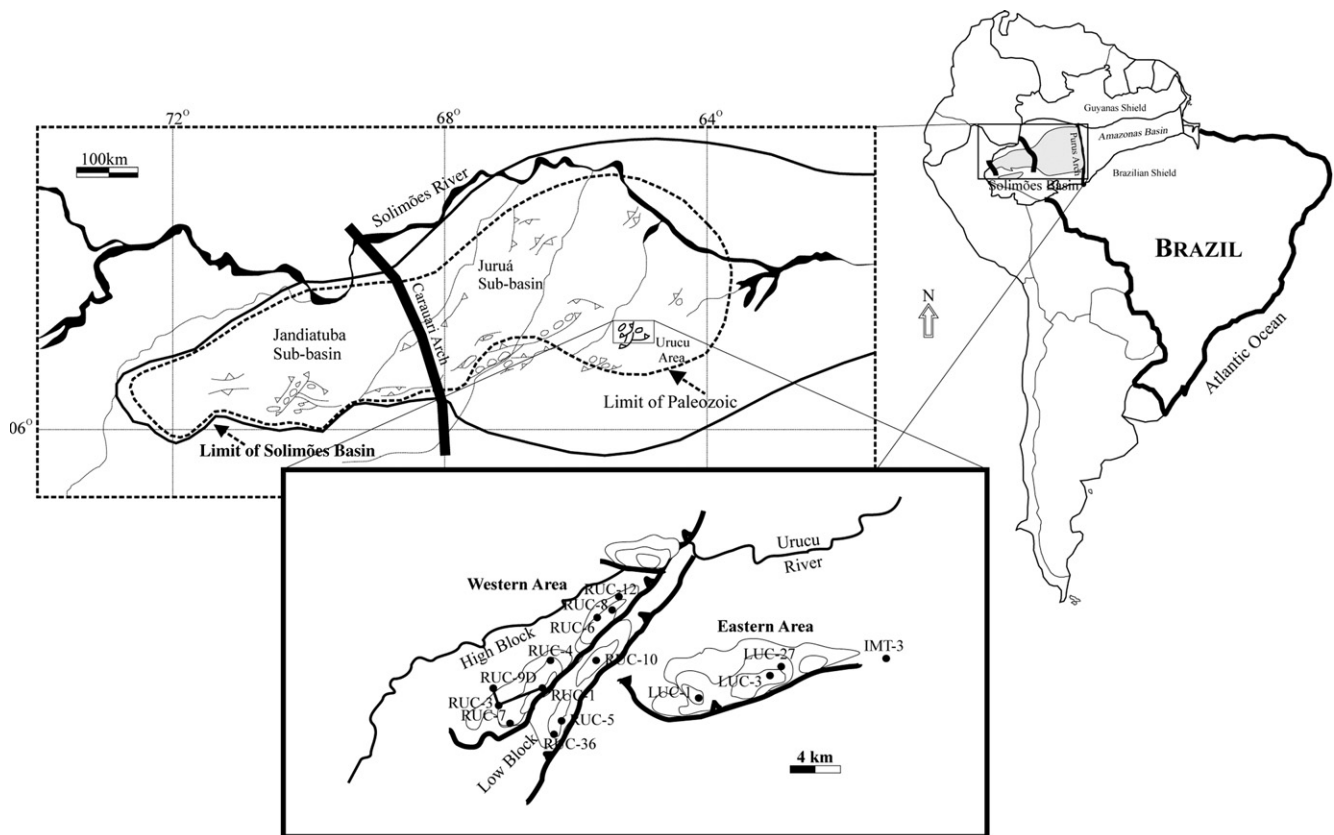 72°
68°
64°
100km
Solimões River
Juruá
Sub-basin
Carauari Arch
Jandiatuba
Sub-basin
Urucu
Area
Limit of Paleozoic
06°
Limit of Solimões Basin
Guyanas Shield
Amazonas Basin
Purus Arch
Brazilian Shield
Solimões Basin
BRAZIL
N
Atlantic Ocean
Urucu
River
Western Area
RUC-12
RUC-8
RUC-6
High Block
Eastern Area
RUC-4
LUC-27
IMT-3
RUC-10
RUC-9D
LUC-3
RUC-3
RUC-1
LUC-1
RUC-7
RUC-5
RUC-36
Low Block
4 km